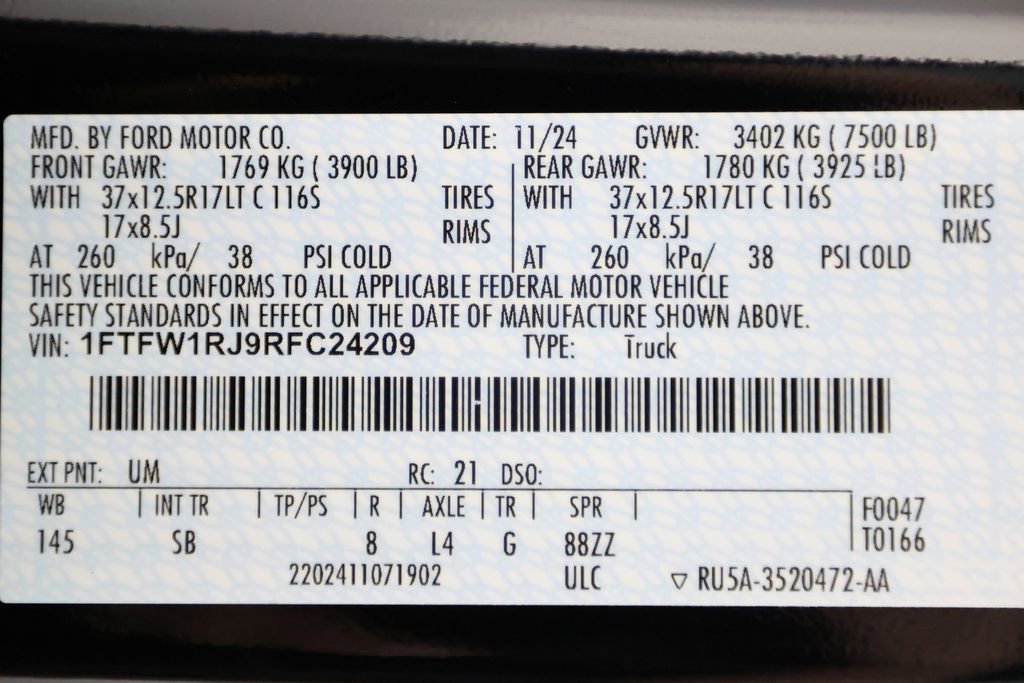 MFD. BY FORD MOTOR CO. DATE: 11/24 GVWR: 3402 KG ( 7500 LB)
FRONT GAWR: 1769 KG ( 3900 LB) REAR GAWR: 1780 KG ( 3925 LB)
WITH 37x12.5R17LT C 116S TIRES WITH 37x12.5R17LT C 116S TIRES
17x8.5J RIMS 17x8.5J RIMS
AT 260 kPa/ 38 PSI COLD AT 260 kPa/ 38 PSI COLD
THIS VEHICLE CONFORMS TO ALL APPLICABLE FEDERAL MOTOR VEHICLE
SAFETY STANDARDS IN EFFECT ON THE DATE OF MANUFACTURE SHOWN ABOVE.
VIN: 1FTFW1RJ9RFC24209 TYPE: Truck
EXT PNT: UM RC: 21 DSO:
WB INT TR TP/PS R AXLE TR SPR F0047
145 SB 8 L4 G 88ZZ T0166
2202411071902 ULC ▽ RU5A-3520472-AA